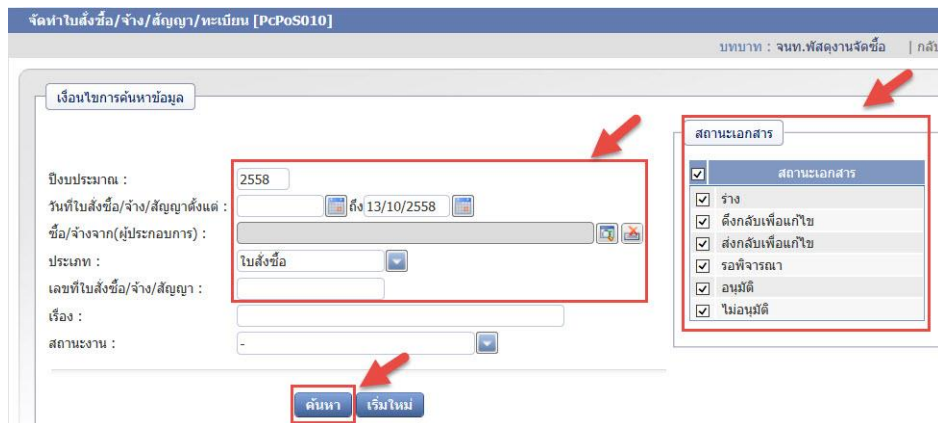 จัดทำใบสั่งซื้อ/จ้าง/สัญญา/ทะเบียน [PcPoS010]
บทบาท : จนท.พัสดุงานจัดซื้อ | กลับ
เงื่อนไขการค้นหาข้อมูล
ปีงบประมาณ : 2558
วันที่ใบสั่งซื้อ/จ้าง/สัญญาตั้งแต่ : ถึง 13/10/2558
ซื้อ/จ้างจาก(ผู้ประกอบการ) :
ประเภท : ใบสั่งซื้อ
เลขที่ใบสั่งซื้อ/จ้าง/สัญญา :
เรื่อง :
สถานะงาน : -
ค้นหา เริ่มใหม่
สถานะเอกสาร
สถานะเอกสาร
ร่าง
ดึงกลับเพื่อแก้ไข
ส่งกลับเพื่อแก้ไข
รอพิจารณา
อนุมัติ
ไม่อนุมัติ